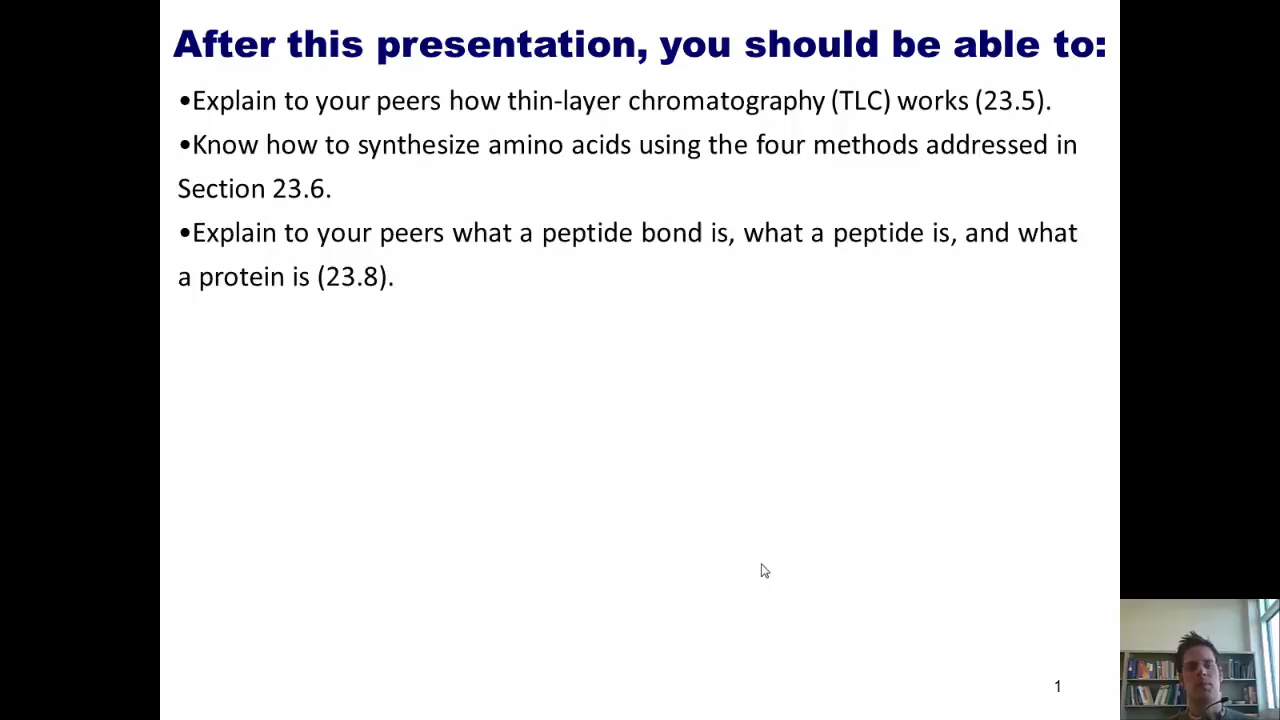 After this presentation, you should be able to:
•Explain to your peers how thin-layer chromatography (TLC) works (23.5).
•Know how to synthesize amino acids using the four methods addressed in
Section 23.6.
•Explain to your peers what a peptide bond is, what a peptide is, and what
a protein is (23.8).
1